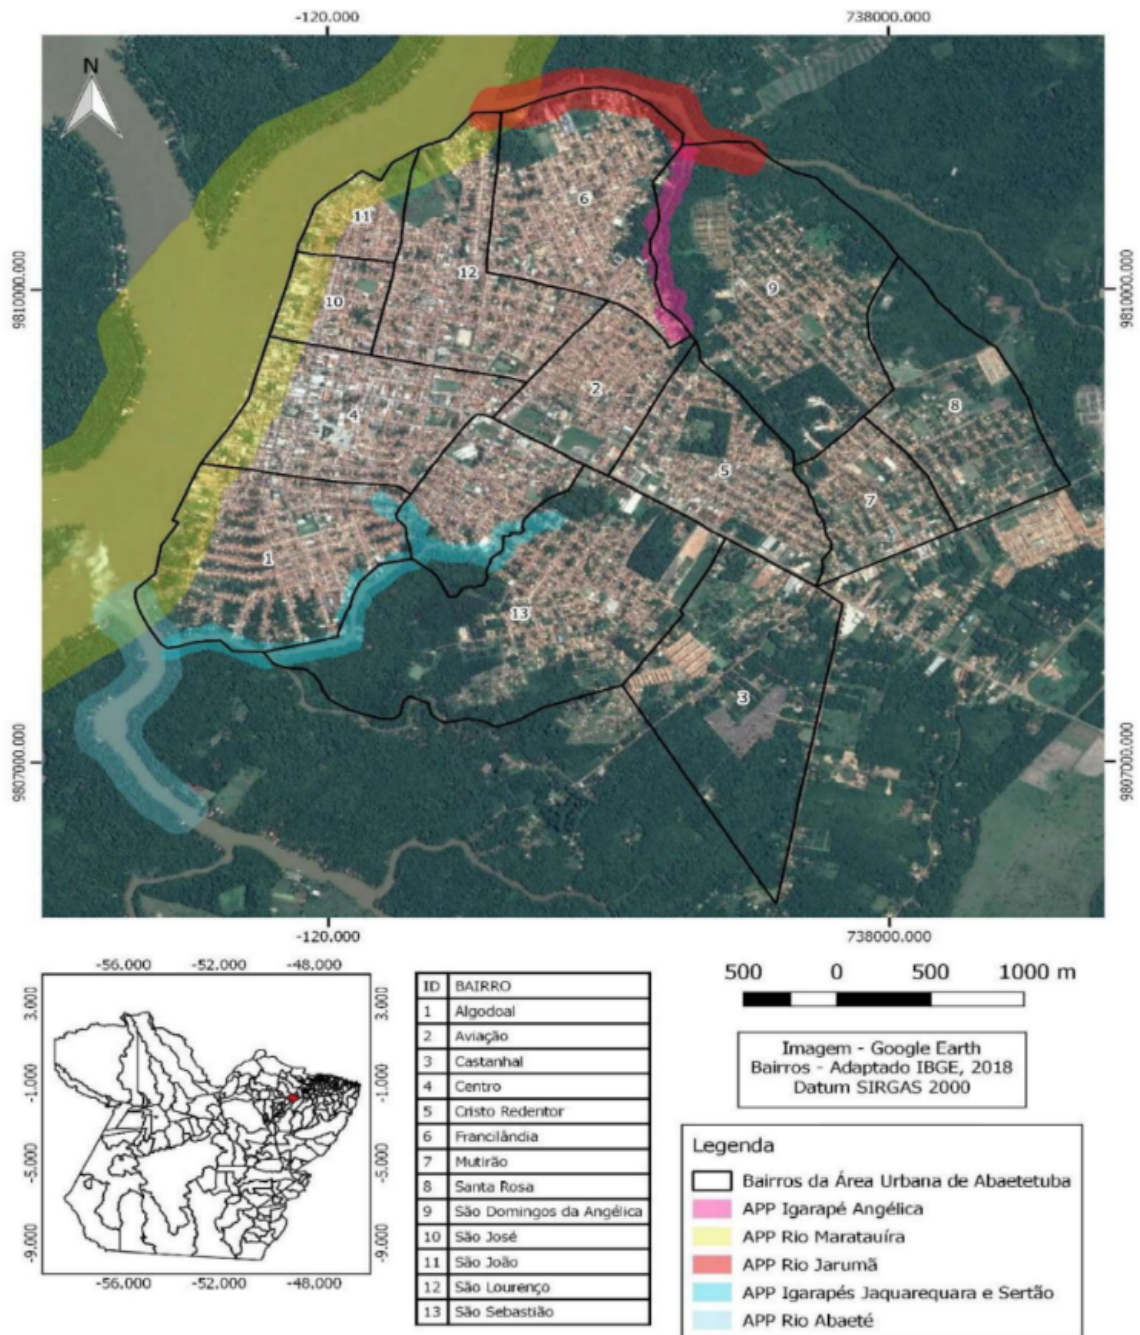 -120.000 738000.000
N
9810000.000 9810000.000
11
6
12
9
10
2
8
4
5
7
1
13
3
9807000.000 9807000.000
-120.000 738000.000
-56.000 -52.000 -48.000
3.000 3.000
-1.000 -1.000
-5.000 -5.000
-9.000 -9.000
-56.000 -52.000 -48.000
ID BAIRRO
1 Algodoal
2 Aviação
3 Castanhal
4 Centro
5 Cristo Redentor
6 Francilândia
7 Mutirão
8 Santa Rosa
9 São Domingos da Angélica
10 São José
11 São João
12 São Lourenço
13 São Sebastião
500 0 500 1000 m
Imagem - Google Earth
Bairros - Adaptado IBGE, 2018
Datum SIRGAS 2000
Legenda
Bairros da Área Urbana de Abaetetuba
APP Igarapé Angélica
APP Rio Maratauíra
APP Rio Jarumã
APP Igarapés Jaquarequara e Sertão
APP Rio Abaeté